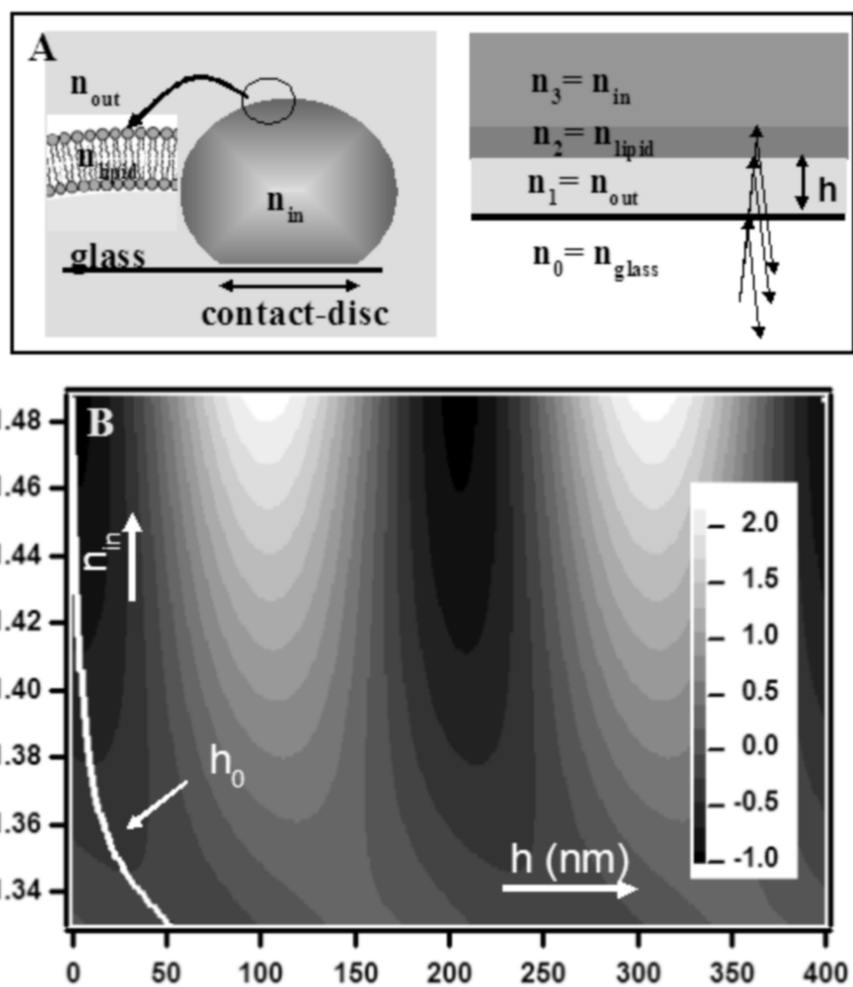 A
n_out
n_lipid
n_in
glass
contact-disc
n_3 = n_in
n_2 = n_lipid
n_1 = n_out
h
n_0 = n_glass
B
.48
.46
.44
.42
.40
.38
.36
.34
n_in
h_0
h (nm)
2.0
1.5
1.0
0.5
0.0
-0.5
-1.0
0 50 100 150 200 250 300 350 400